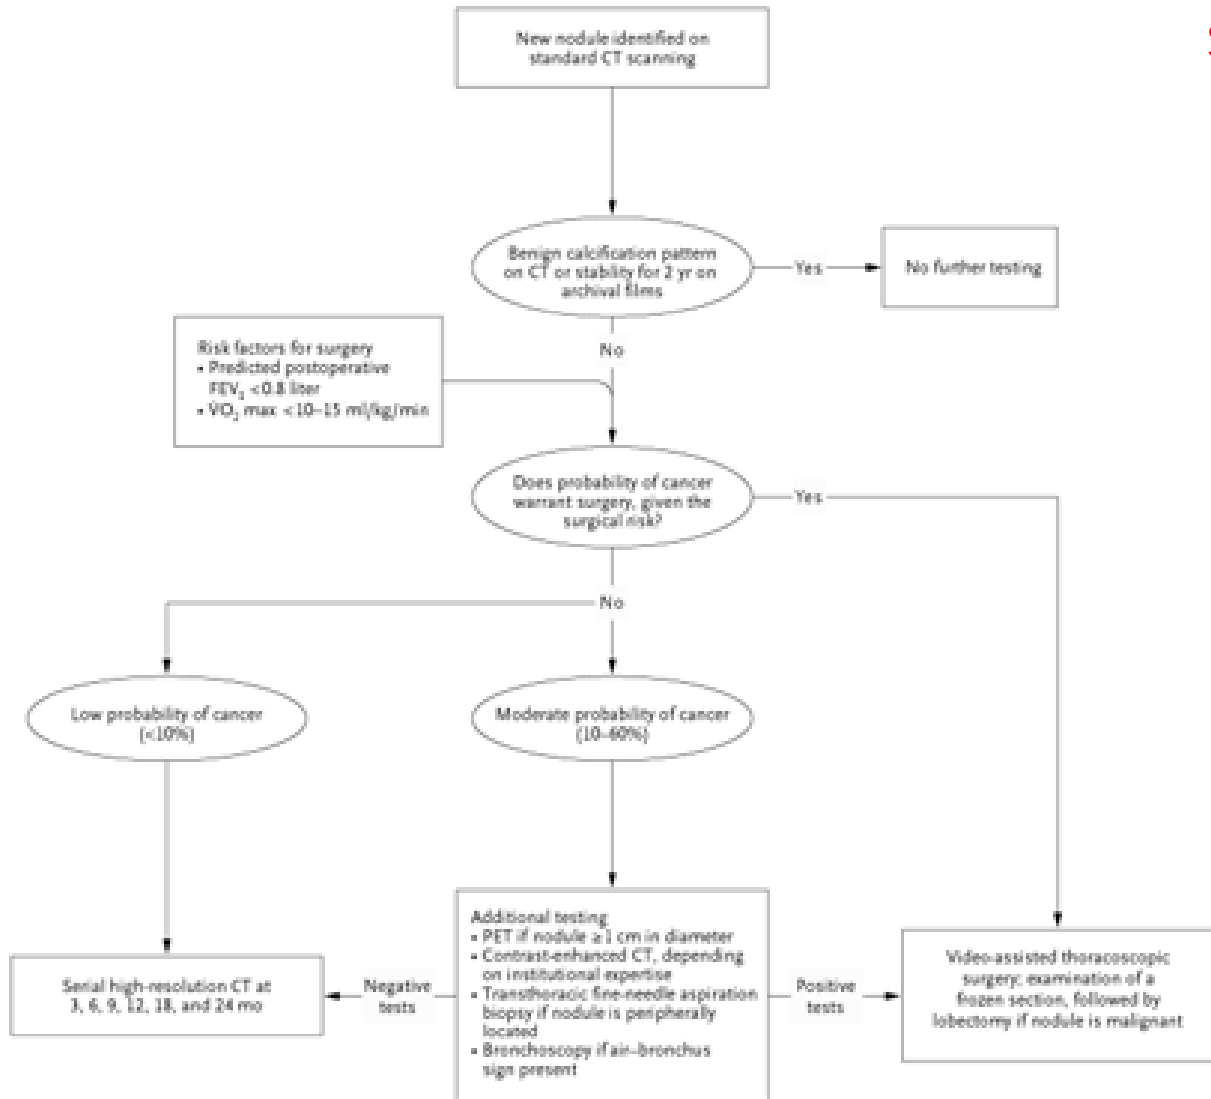 New nodule identified on
standard CT scanning
Benign calcification pattern
on CT or stability for 2 yr on
archival films
Yes
No further testing
No
Risk factors for surgery
• Predicted postoperative
FEV₁ <0.8 liter
• V̇O₂ max <10–15 ml/kg/min
Does probability of cancer
warrant surgery, given the
surgical risk?
Yes
No
Low probability of cancer
(<10%)
Moderate probability of cancer
(10–60%)
Additional testing
• PET if nodule ≥1 cm in diameter
• Contrast-enhanced CT, depending
on institutional expertise
• Transthoracic fine-needle aspiration
biopsy if nodule is peripherally
located
• Bronchoscopy if air–bronchus
sign present
Negative
tests
Positive
tests
Serial high-resolution CT at
3, 6, 9, 12, 18, and 24 mo
Video-assisted thoracoscopic
surgery: examination of a
frozen section, followed by
lobectomy if nodule is malignant